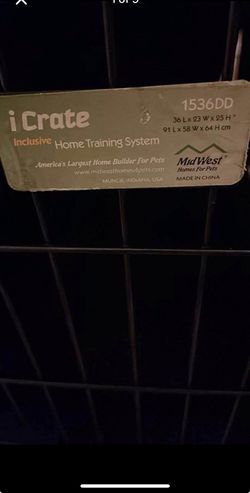 i Crate
Inclusive Home Training System
America's Largest Home Builder For Pets
www.midwesthomes4pets.com
MUNCIE, INDIANA, USA
1536DD
36 L x 23 W x 25 H "
91 L x 58 W x 64 H cm
MidWest
Homes For Pets
MADE IN CHINA